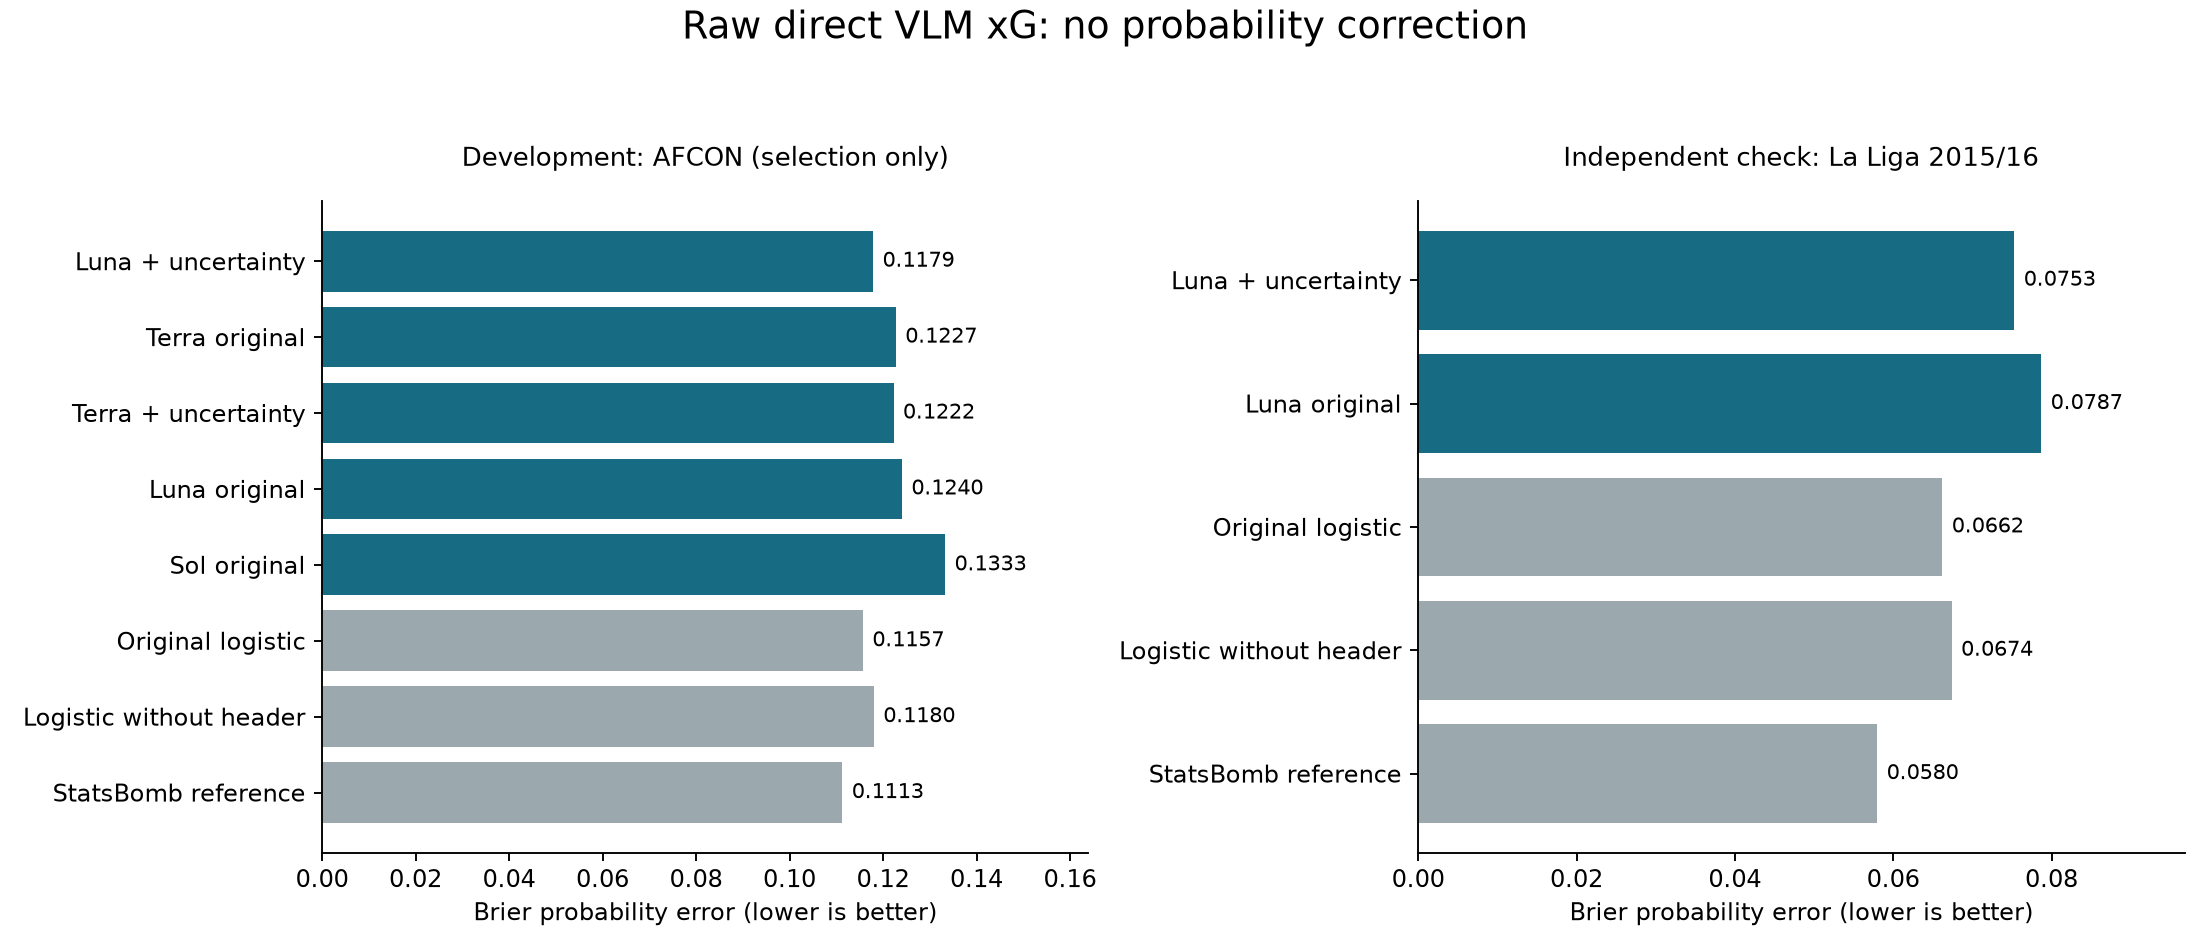 Raw direct VLM xG: no probability correction
Development: AFCON (selection only)
Luna + uncertainty 0.1179
Terra original 0.1227
Terra + uncertainty 0.1222
Luna original 0.1240
Sol original 0.1333
Original logistic 0.1157
Logistic without header 0.1180
StatsBomb reference 0.1113
0.00 0.02 0.04 0.06 0.08 0.10 0.12 0.14 0.16
Brier probability error (lower is better)
Independent check: La Liga 2015/16
Luna + uncertainty 0.0753
Luna original 0.0787
Original logistic 0.0662
Logistic without header 0.0674
StatsBomb reference 0.0580
0.00 0.02 0.04 0.06 0.08
Brier probability error (lower is better)